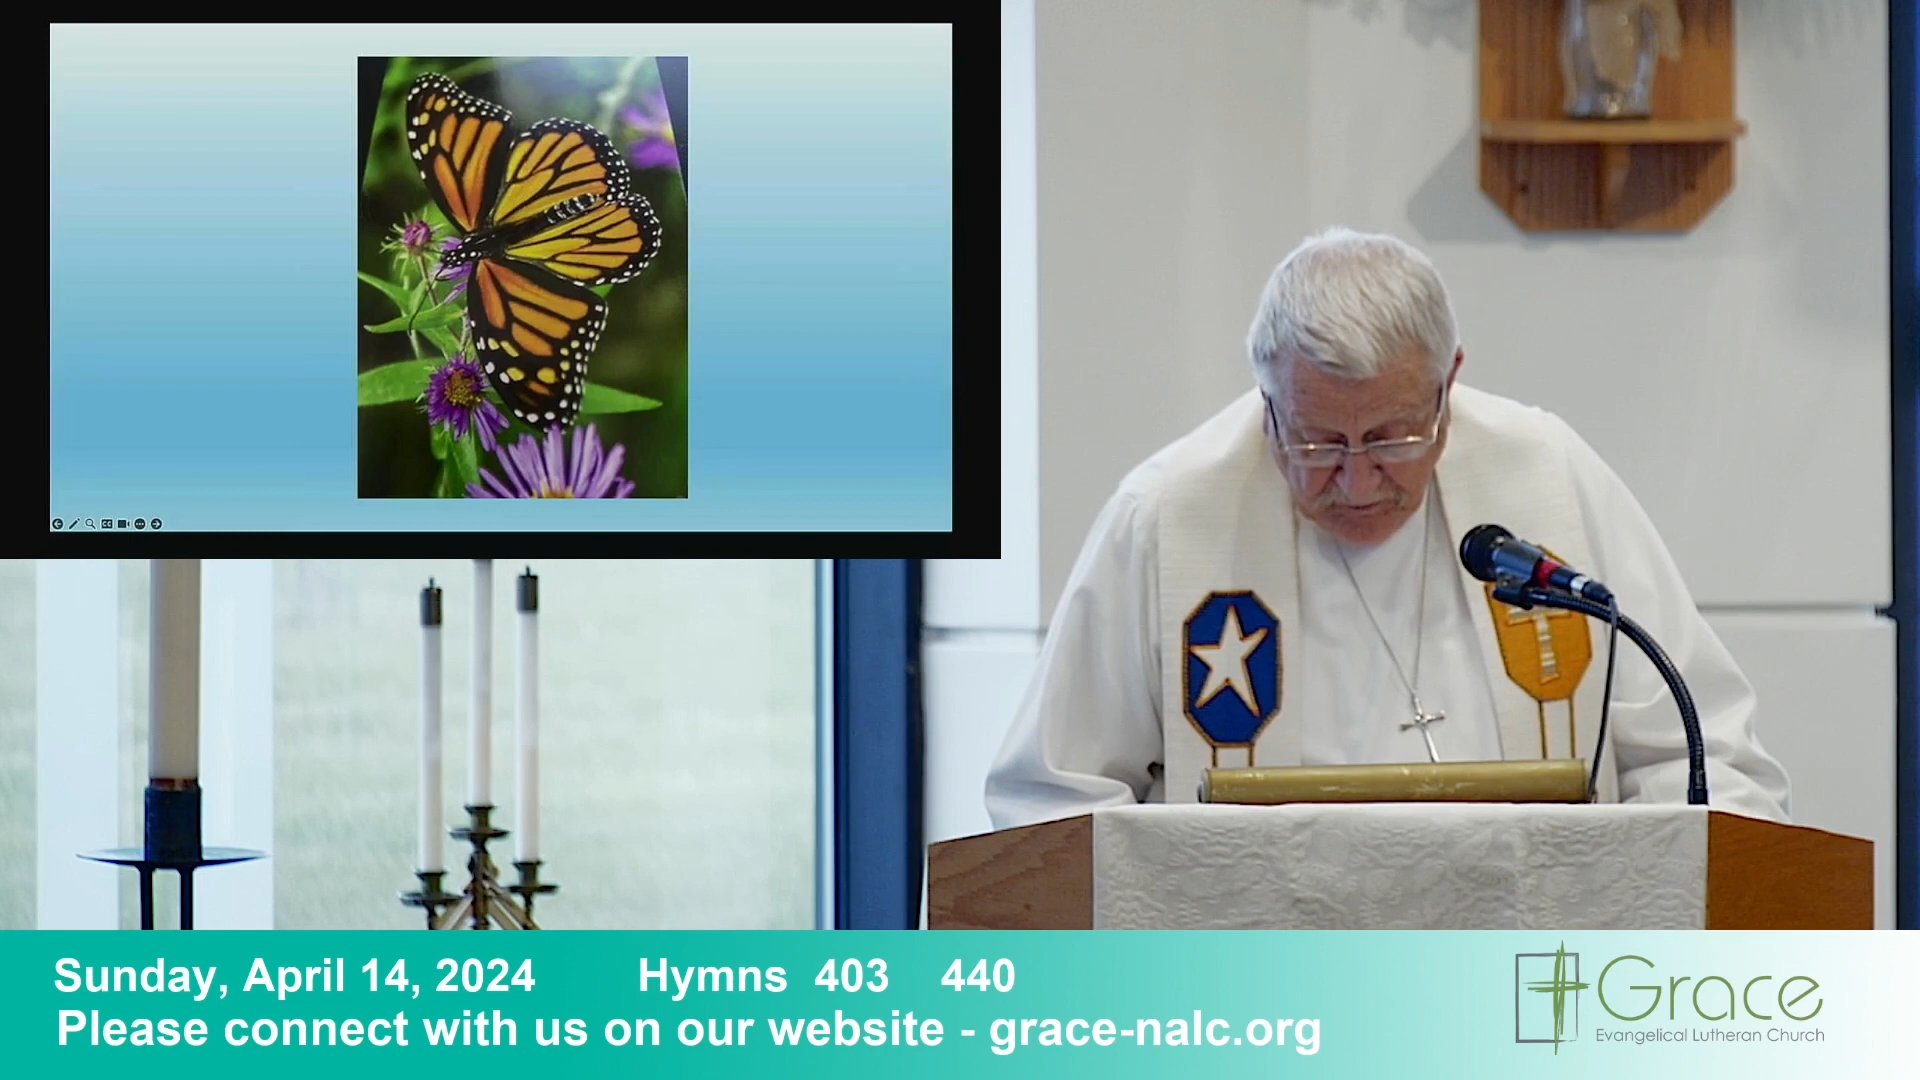 Sunday, April 14, 2024 Hymns 403 440
Please connect with us on our website - grace-nalc.org
Grace
Evangelical Lutheran Church